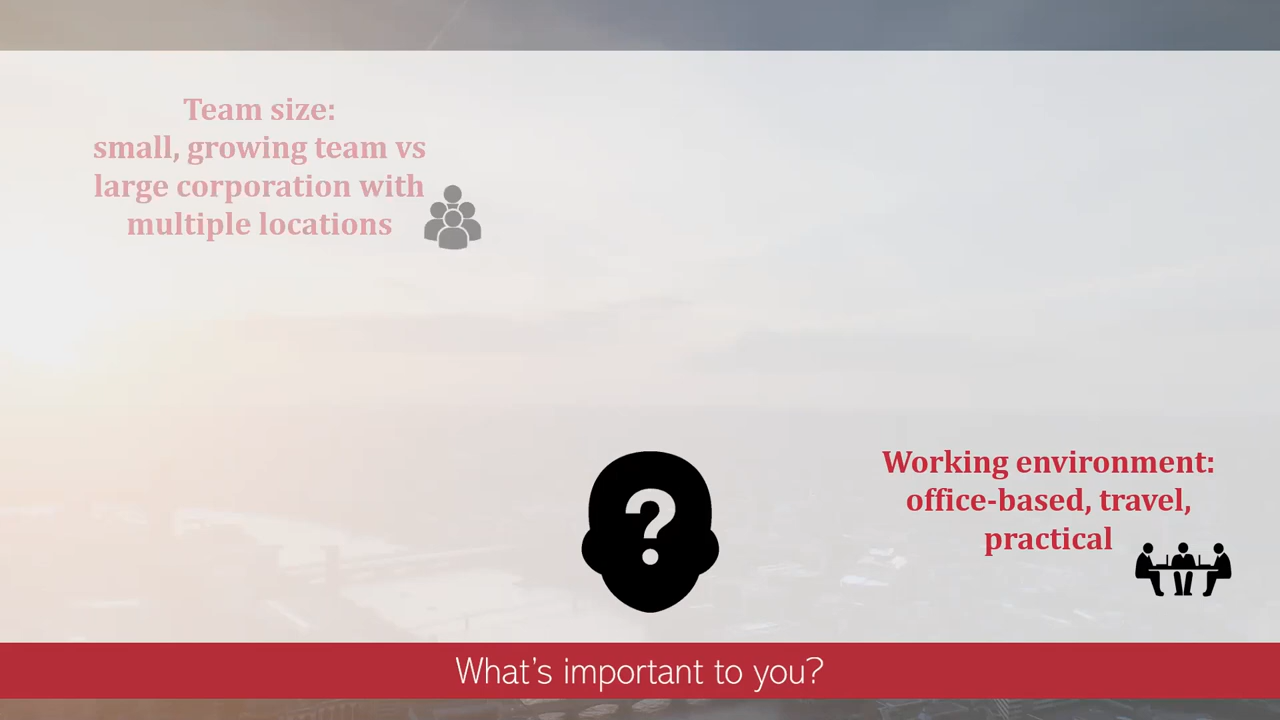 Team size:
small, growing team vs
large corporation with
multiple locations
?
Working environment:
office-based, travel,
practical
What's important to you?